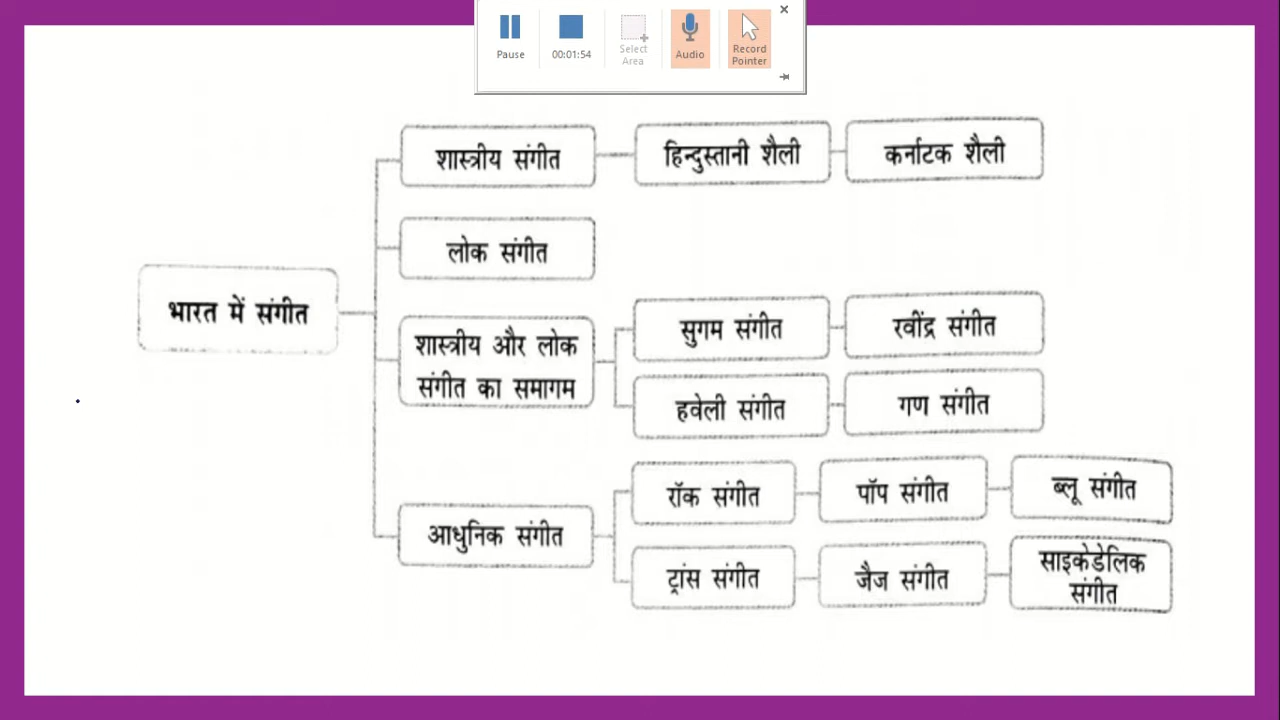 Pause
00:01:54
Select
Area
Audio
Record
Pointer
शास्त्रीय संगीत
हिन्दुस्तानी शैली
कर्नाटक शैली
लोक संगीत
भारत में संगीत
शास्त्रीय और लोक
संगीत का समागम
सुगम संगीत
रवींद्र संगीत
हवेली संगीत
गण संगीत
आधुनिक संगीत
रॉक संगीत
पॉप संगीत
ब्लू संगीत
ट्रांस संगीत
जैज संगीत
साइकेडेलिक
संगीत